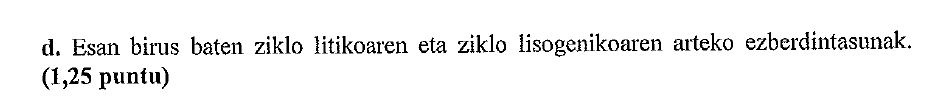 d. Esan birus baten ziklo litikoaren eta ziklo lisogenikoaren arteko ezberdintasunak.
(1,25 puntu)